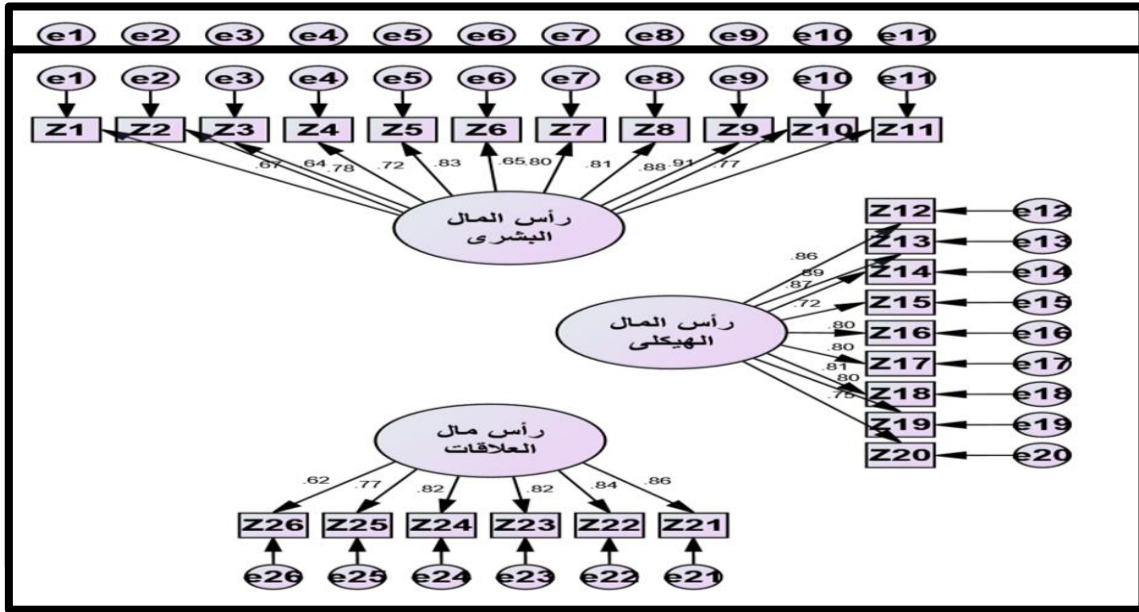 e1 e2 e3 e4 e5 e6 e7 e8 e9 e10 e11
e1 e2 e3 e4 e5 e6 e7 e8 e9 e10 e11
Z1 Z2 Z3 Z4 Z5 Z6 Z7 Z8 Z9 Z10 Z11
.67 .64 .78 .72 .83 .65 .80 .81 .88 .91 .77
رأس المال
البشرى
Z12 e12
Z13 e13
.86
Z14 e14
.89
.87
Z15 e15
.72
رأس المال
الهيكلى
.80
Z16 e16
.80
Z17 e17
.81
.80
Z18 e18
Z19 e19
Z20 e20
رأس مال
العلاقات
.62 .77 .82 .82 .84 .86
Z26 Z25 Z24 Z23 Z22 Z21
e26 e25 e24 e23 e22 e21